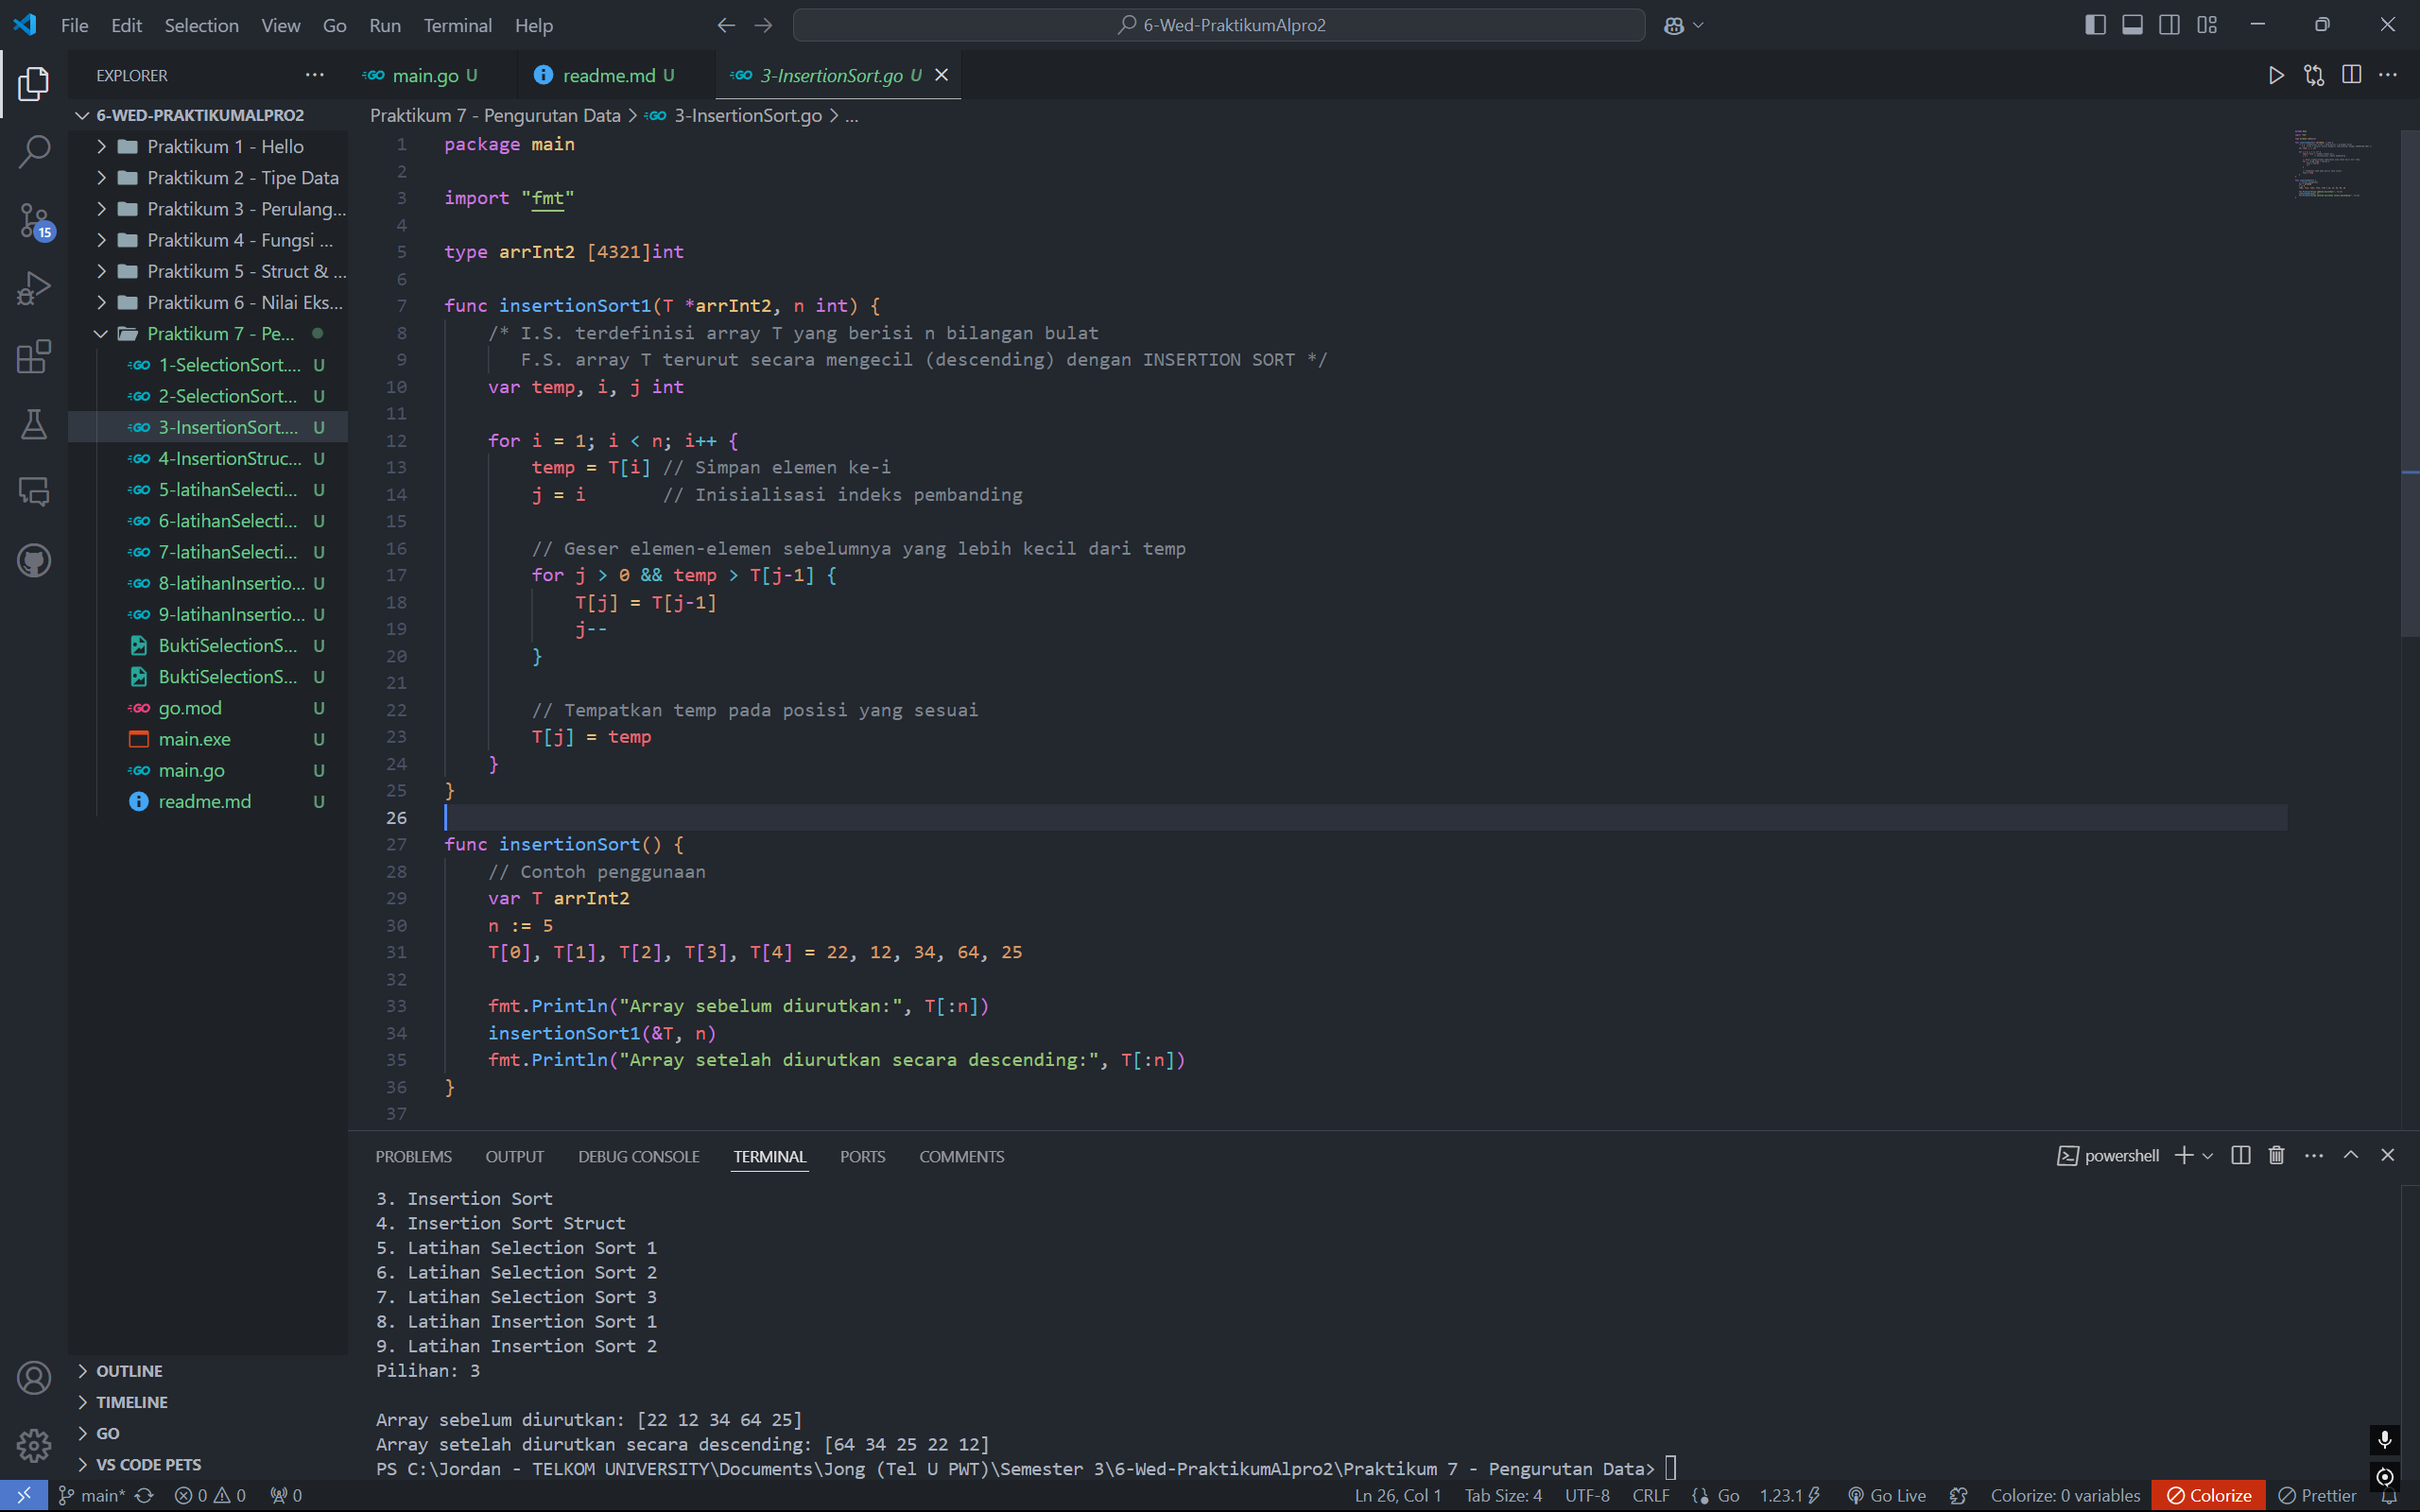 File Edit Selection View Go Run Terminal Help
6-Wed-PraktikumAlpro2
EXPLORER
main.go U
readme.md U
3-InsertionSort.go U
6-WED-PRAKTIKUMALPRO2
Praktikum 7 - Pengurutan Data > 3-InsertionSort.go > ...
Praktikum 1 - Hello
Praktikum 2 - Tipe Data
Praktikum 3 - Perulang...
Praktikum 4 - Fungsi ...
Praktikum 5 - Struct & ...
Praktikum 6 - Nilai Eks...
Praktikum 7 - Pe...
1-SelectionSort.... U
2-SelectionSort... U
3-InsertionSort.... U
4-InsertionStruc... U
5-latihanSelecti... U
6-latihanSelecti... U
7-latihanSelecti... U
8-latihanInsertio... U
9-latihanInsertio... U
BuktiSelectionS... U
BuktiSelectionS... U
go.mod U
main.exe U
main.go U
readme.md U
15
OUTLINE
TIMELINE
GO
VS CODE PETS
1 package main
2
3 import "fmt"
4
5 type arrInt2 [4321]int
6
7 func insertionSort1(T *arrInt2, n int) {
8 /* I.S. terdefinisi array T yang berisi n bilangan bulat
9 F.S. array T terurut secara mengecil (descending) dengan INSERTION SORT */
10 var temp, i, j int
11
12 for i = 1; i < n; i++ {
13 temp = T[i] // Simpan elemen ke-i
14 j = i // Inisialisasi indeks pembanding
15
16 // Geser elemen-elemen sebelumnya yang lebih kecil dari temp
17 for j > 0 && temp > T[j-1] {
18 T[j] = T[j-1]
19 j--
20 }
21
22 // Tempatkan temp pada posisi yang sesuai
23 T[j] = temp
24 }
25 }
26
27 func insertionSort() {
28 // Contoh penggunaan
29 var T arrInt2
30 n := 5
31 T[0], T[1], T[2], T[3], T[4] = 22, 12, 34, 64, 25
32
33 fmt.Println("Array sebelum diurutkan:", T[:n])
34 insertionSort1(&T, n)
35 fmt.Println("Array setelah diurutkan secara descending:", T[:n])
36 }
37
PROBLEMS OUTPUT DEBUG CONSOLE TERMINAL PORTS COMMENTS
powershell
3. Insertion Sort
4. Insertion Sort Struct
5. Latihan Selection Sort 1
6. Latihan Selection Sort 2
7. Latihan Selection Sort 3
8. Latihan Insertion Sort 1
9. Latihan Insertion Sort 2
Pilihan: 3
Array sebelum diurutkan: [22 12 34 64 25]
Array setelah diurutkan secara descending: [64 34 25 22 12]
PS C:\Jordan - TELKOM UNIVERSITY\Documents\Jong (Tel U PWT)\Semester 3\6-Wed-PraktikumAlpro2\Praktikum 7 - Pengurutan Data>
main* 0 0 0 Ln 26, Col 1 Tab Size: 4 UTF-8 CRLF {} Go 1.23.1 Go Live Colorize: 0 variables Colorize Prettier